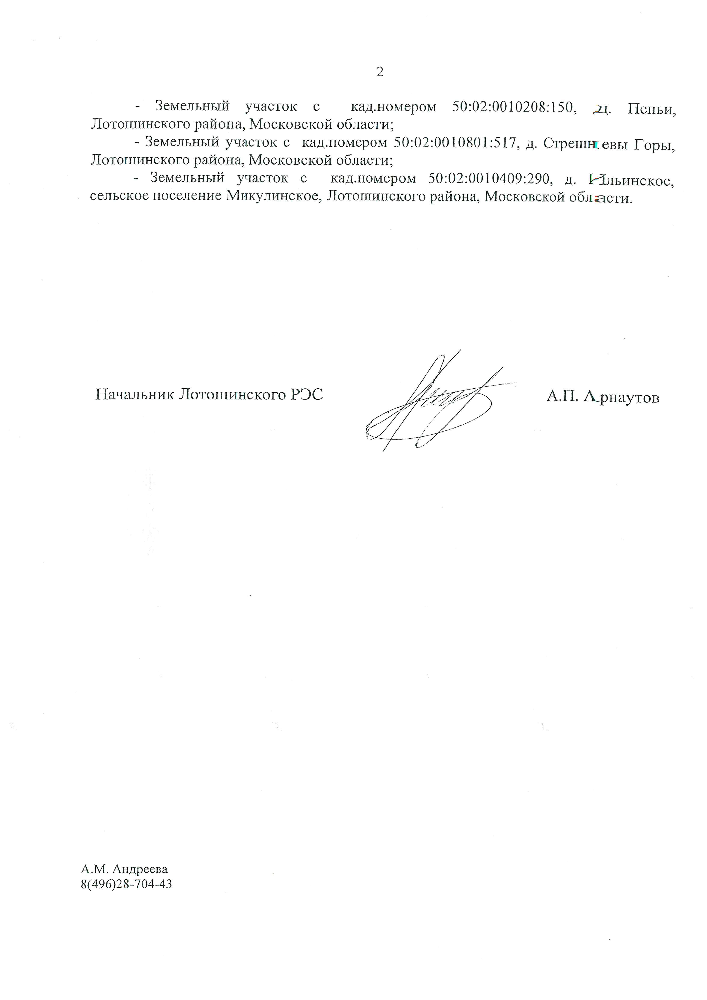 2
- Земельный участок с кад.номером 50:02:0010208:150, д. Пеньи,
Лотошинского района, Московской области;
- Земельный участок с кад.номером 50:02:0010801:517, д. Стрешневы Горы,
Лотошинского района, Московской области;
- Земельный участок с кад.номером 50:02:0010409:290, д. Ильинское,
сельское поселение Микулинское, Лотошинского района, Московской области.
Начальник Лотошинского РЭС А.П. Арнаутов
А.М. Андреева
8(496)28-704-43